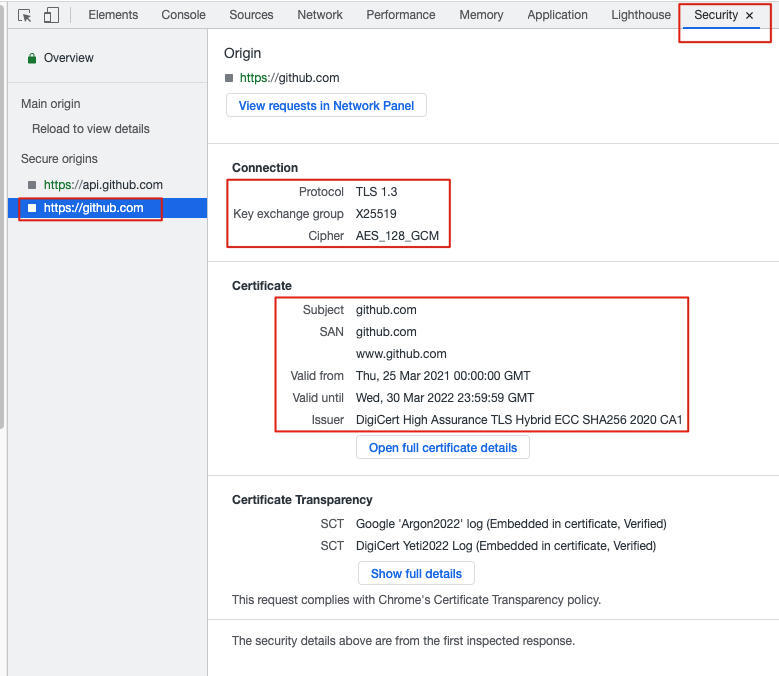 Elements Console Sources Network Performance Memory Application Lighthouse Security ×
Overview
Main origin
Reload to view details
Secure origins
https://api.github.com
https://github.com
Origin
https://github.com
View requests in Network Panel
Connection
Protocol TLS 1.3
Key exchange group X25519
Cipher AES_128_GCM
Certificate
Subject github.com
SAN github.com
www.github.com
Valid from Thu, 25 Mar 2021 00:00:00 GMT
Valid until Wed, 30 Mar 2022 23:59:59 GMT
Issuer DigiCert High Assurance TLS Hybrid ECC SHA256 2020 CA1
Open full certificate details
Certificate Transparency
SCT Google 'Argon2022' log (Embedded in certificate, Verified)
SCT DigiCert Yeti2022 Log (Embedded in certificate, Verified)
Show full details
This request complies with Chrome's Certificate Transparency policy.
The security details above are from the first inspected response.